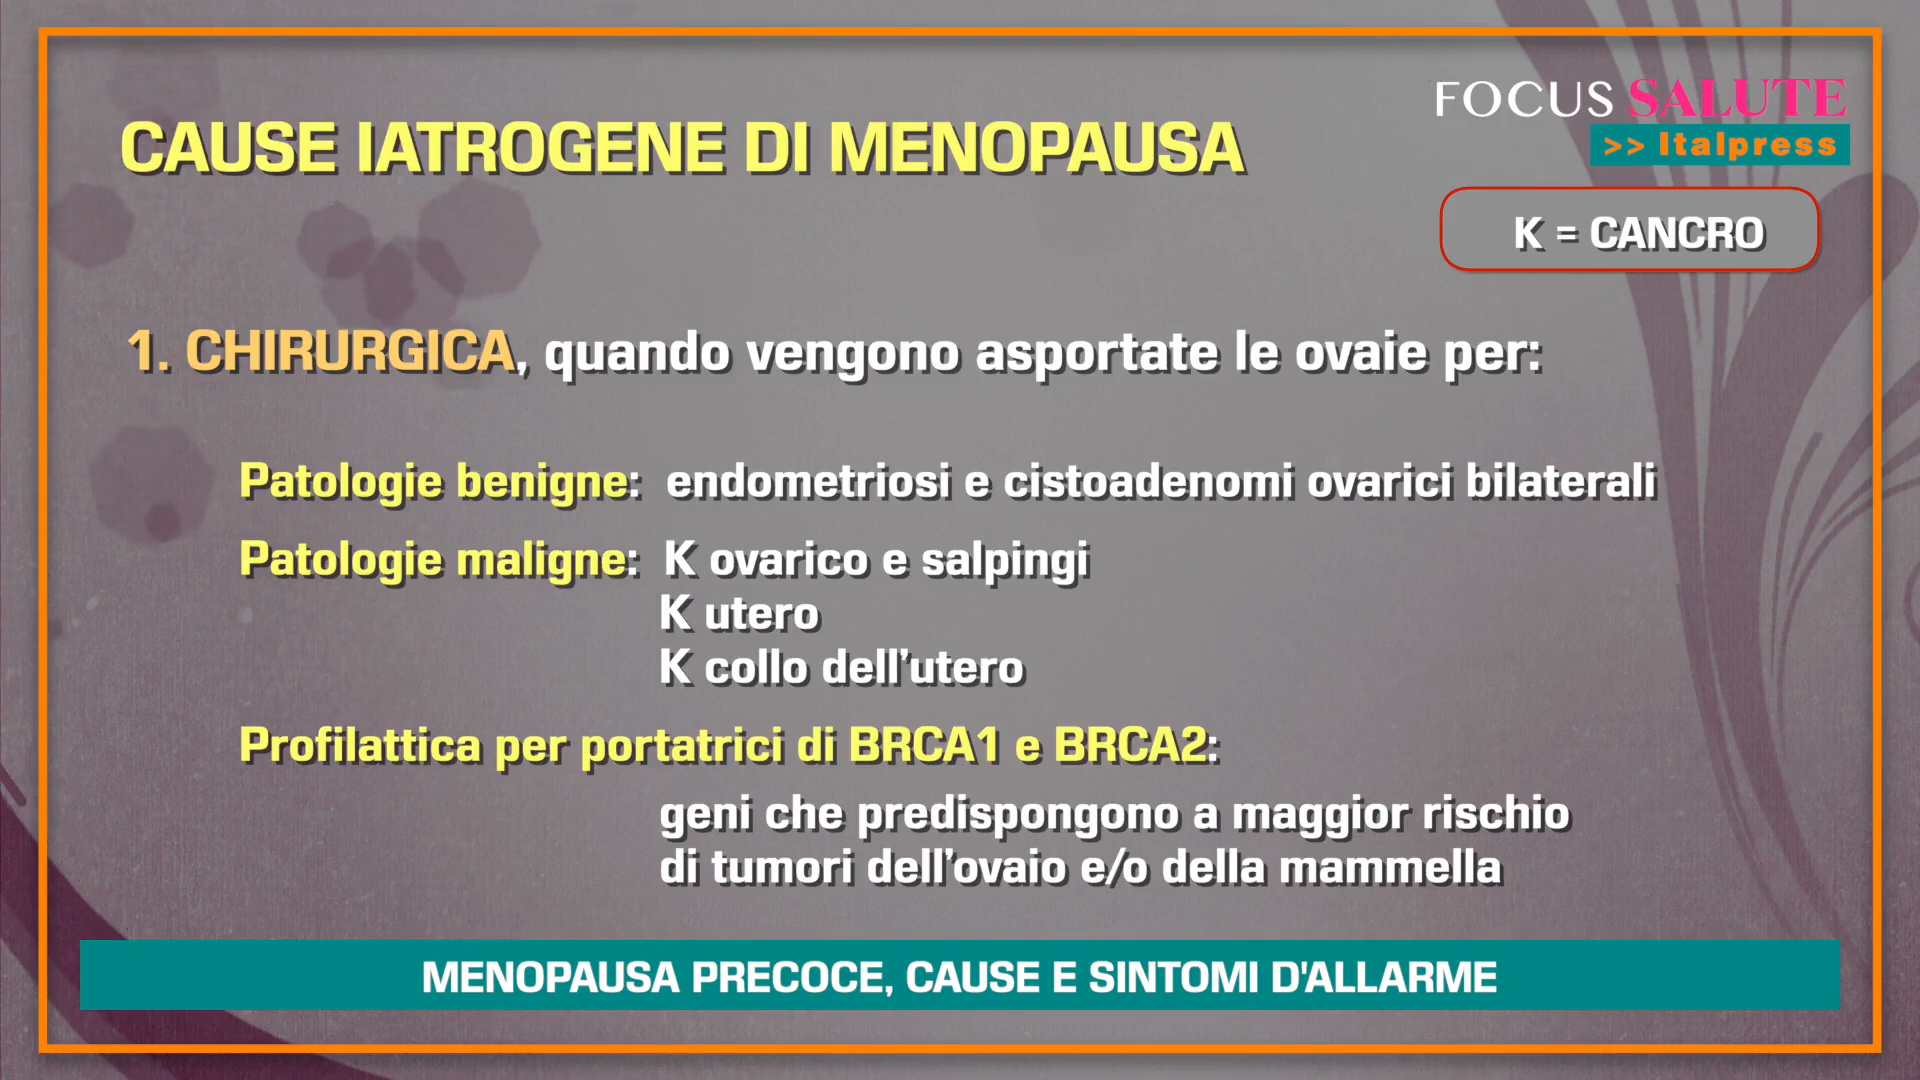 FOCUS SALUTE
>> Italpress
CAUSE IATROGENE DI MENOPAUSA
K = CANCRO
1. CHIRURGICA, quando vengono asportate le ovaie per:
Patologie benigne: endometriosi e cistoadenomi ovarici bilaterali
Patologie maligne: K ovarico e salpingi
K utero
K collo dell’utero
Profilattica per portatrici di BRCA1 e BRCA2:
geni che predispongono a maggior rischio
di tumori dell’ovaio e/o della mammella
MENOPAUSA PRECOCE, CAUSE E SINTOMI D'ALLARME